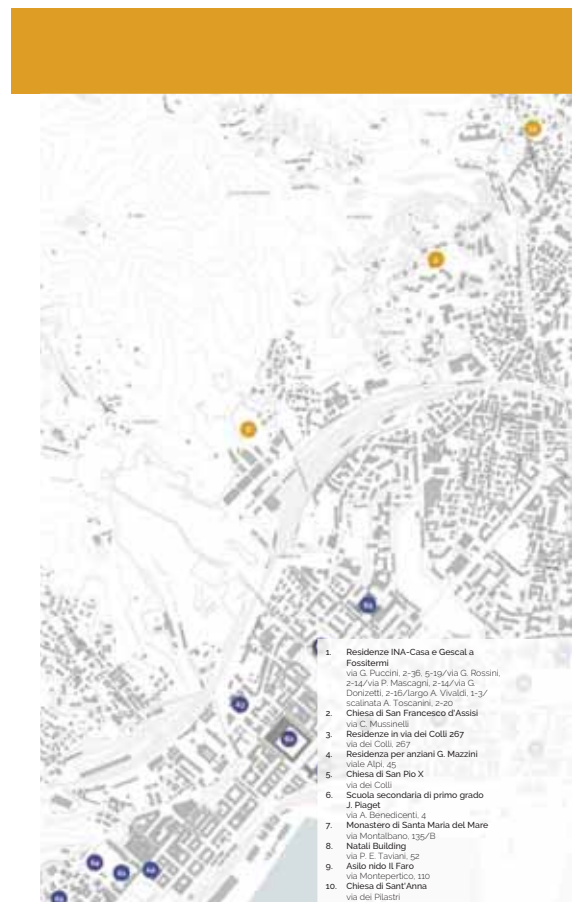 1. Residenze INA-Casa e Gescal a
Fossitermi
via G. Puccini, 2-36, 5-19/via G. Rossini,
2-14/via P. Mascagni, 2-14/via G.
Donizetti, 2-16/largo A. Vivaldi, 1-3/
scalinata A. Toscanini, 2-20
2. Chiesa di San Francesco d'Assisi
via C. Mussinelli
3. Residenze in via dei Colli 267
via dei Colli, 267
4. Residenza per anziani G. Mazzini
viale Alpi, 45
5. Chiesa di San Pio X
via dei Colli
6. Scuola secondaria di primo grado
J. Piaget
via A. Benedicenti, 4
7. Monastero di Santa Maria del Mare
via Montalbano, 135/B
8. Natali Building
via P. E. Taviani, 52
9. Asilo nido Il Faro
via Montepertico, 110
10. Chiesa di Sant'Anna
via dei Pilastri